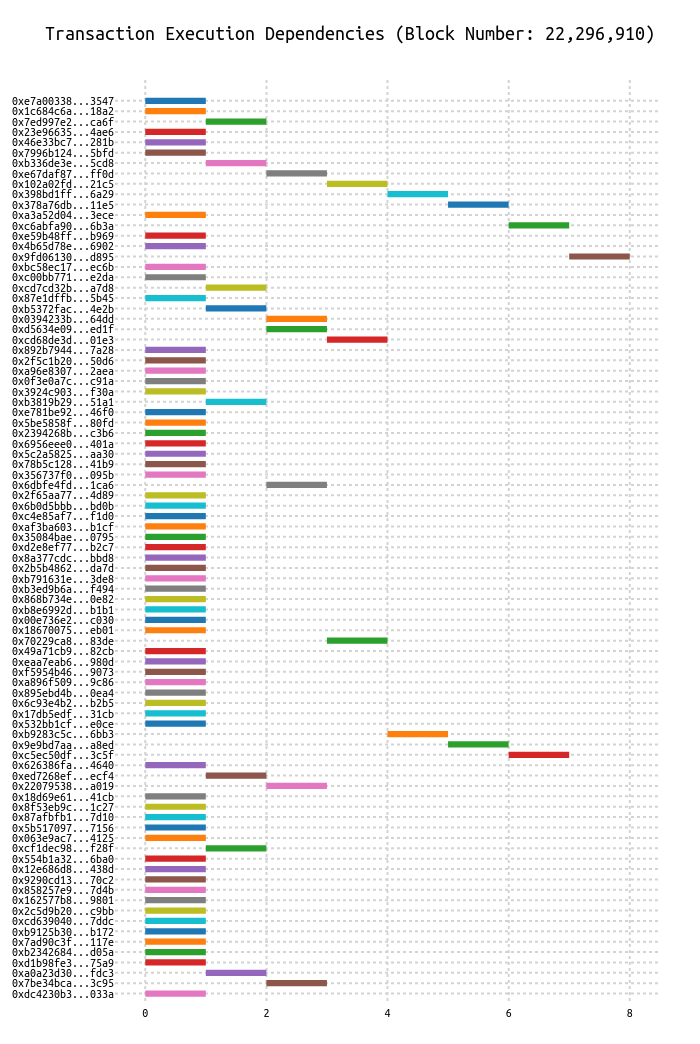 Transaction Execution Dependencies (Block Number: 22,296,910)
0xe7a00338...3547
0x1c684c6a...18a2
0x7ed997e2...ca6f
0x23e96635...4ae6
0x46e33bc7...281b
0x7996b124...5bfd
0xb336de3e...5cd8
0xe67daf87...ff0d
0x102a02fd...21c5
0x398bd1ff...6a29
0x378a76db...11e5
0xa3a52d04...3ece
0xc6abfa90...6b3a
0xe59b48ff...b969
0x4b65d78e...6902
0x9fd06130...d895
0xbc58ec17...ec6b
0xc00bb771...e2da
0xcd7cd32b...a7d8
0x87e1dffb...5b45
0xb5372fac...4e2b
0x0394233b...64dd
0xd5634e09...ed1f
0xcd68de3d...01e3
0x892b7944...7a28
0x2f5c1b20...50d6
0xa96e8307...2aea
0x0f3e0a7c...c91a
0x3924c903...f30a
0xb3819b29...51a1
0xe781be92...46f0
0x5be5858f...80fd
0x2394268b...c3b6
0x6956eee0...401a
0x5c2a5825...aa30
0x78b5c128...41b9
0x356737f0...095b
0x6dbfe4fd...1ca6
0x2f65aa77...4d89
0x6b0d5bbb...bd0b
0xc4e85af7...f1d0
0xaf3ba603...b1cf
0x35084bae...0795
0xd2e8ef77...b2c7
0x8a377cdc...bbd8
0x2b5b4862...da7d
0xb791631e...3de8
0xb3ed9b6a...f494
0x868b734e...0e82
0xb8e6992d...b1b1
0x00e736e2...c030
0x18670075...eb01
0x70229ca8...83de
0x49a71cb9...82cb
0xeaa7eab6...980d
0xf5954b46...9073
0xa896f509...9c86
0x895ebd4b...0ea4
0x6c93e4b2...b2b5
0x17db5edf...31cb
0x532bb1cf...e0ce
0xb9283c5c...6bb3
0x9e9bd7aa...a8ed
0xc5ec50df...3c5f
0x626386fa...4640
0xed7268ef...ecf4
0x22079538...a019
0x18d69e61...41cb
0x8f53eb9c...1c27
0x87afbfb1...7d10
0x5b517097...7156
0x063e9ac7...4125
0xcf1dec98...f28f
0x554b1a32...6ba0
0x12e686d8...438d
0x9290cd13...70c2
0x858257e9...7d4b
0x162577b8...9801
0x2c5d9b20...c9bb
0xcd639040...7ddc
0xb9125b30...b172
0x7ad90c3f...117e
0xb2342684...d05a
0xd1b98fe3...75a9
0xa0a23d30...fdc3
0x7be34bca...3c95
0xdc4230b3...033a
0 2 4 6 8